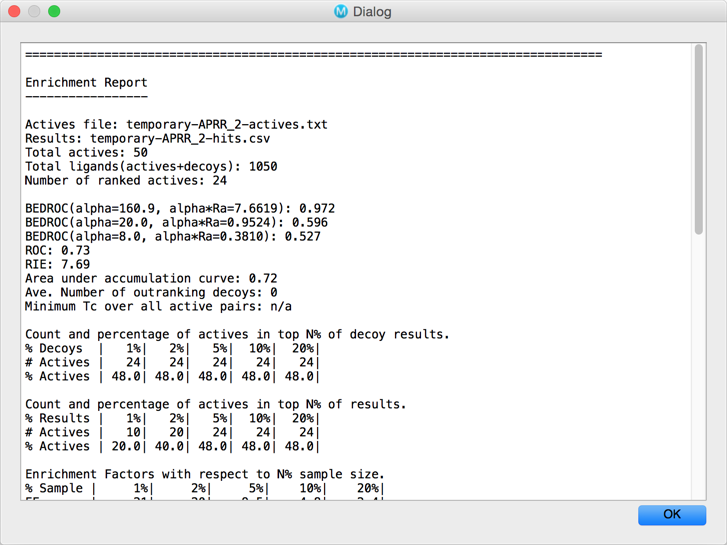 Dialog
================================================================================
Enrichment Report
-----------------
Actives file: temporary-APRR_2-actives.txt
Results: temporary-APRR_2-hits.csv
Total actives: 50
Total ligands(actives+decoys): 1050
Number of ranked actives: 24
BEDROC(alpha=160.9, alpha*Ra=7.6619): 0.972
BEDROC(alpha=20.0, alpha*Ra=0.9524): 0.596
BEDROC(alpha=8.0, alpha*Ra=0.3810): 0.527
ROC: 0.73
RIE: 7.69
Area under accumulation curve: 0.72
Ave. Number of outranking decoys: 0
Minimum Tc over all active pairs: n/a
Count and percentage of actives in top N% of decoy results.
% Decoys  |   1%|   2%|   5%|  10%|  20%|
# Actives |   24|   24|   24|   24|   24|
% Actives | 48.0| 48.0| 48.0| 48.0| 48.0|
Count and percentage of actives in top N% of results.
% Results |   1%|   2%|   5%|  10%|  20%|
# Actives |   10|   20|   24|   24|   24|
% Actives | 20.0| 40.0| 48.0| 48.0| 48.0|
Enrichment Factors with respect to N% sample size.
% Sample |     1%|     2%|     5%|    10%|    20%|
OK